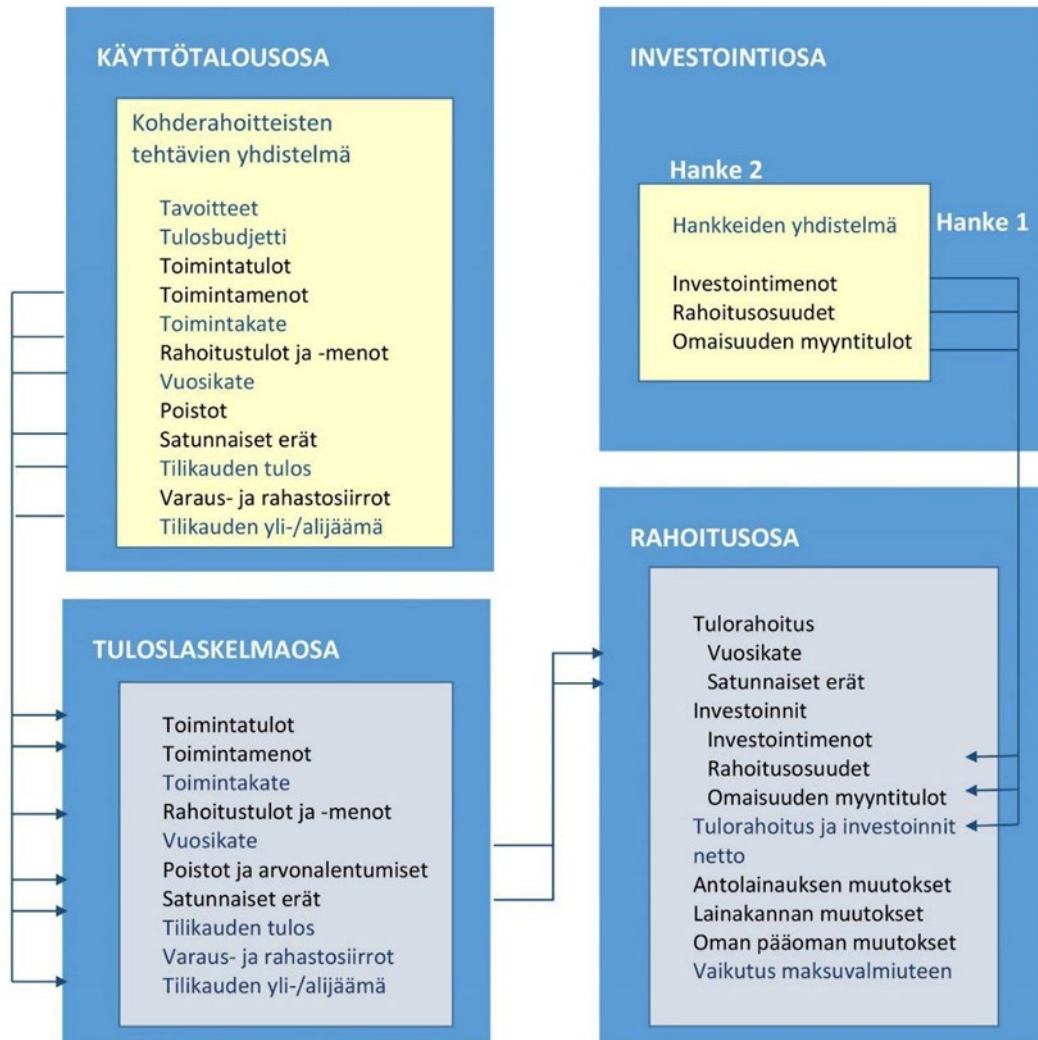 KÄYTTÖTALOUSOSA
Kohderahoitteisten
tehtävien yhdistelmä
Tavoitteet
Tulosbudjetti
Toimintatulot
Toimintamenot
Toimintakate
Rahoitustulot ja -menot
Vuosikate
Poistot
Satunnaiset erät
Tilikauden tulos
Varaus- ja rahastosiirrot
Tilikauden yli-/alijäämä
INVESTOINTIOSA
Hanke 2
Hanke 1
Hankkeiden yhdistelmä
Investointimenot
Rahoitusosuudet
Omaisuuden myyntitulot
TULOSLASKELMAOSA
Toimintatulot
Toimintamenot
Toimintakate
Rahoitustulot ja -menot
Vuosikate
Poistot ja arvonalentumiset
Satunnaiset erät
Tilikauden tulos
Varaus- ja rahastosiirrot
Tilikauden yli-/alijäämä
RAHOITUSOSA
Tulorahoitus
Vuosikate
Satunnaiset erät
Investoinnit
Investointimenot
Rahoitusosuudet
Omaisuuden myyntitulot
Tulorahoitus ja investoinnit
netto
Antolainauksen muutokset
Lainakannan muutokset
Oman pääoman muutokset
Vaikutus maksuvalmiuteen